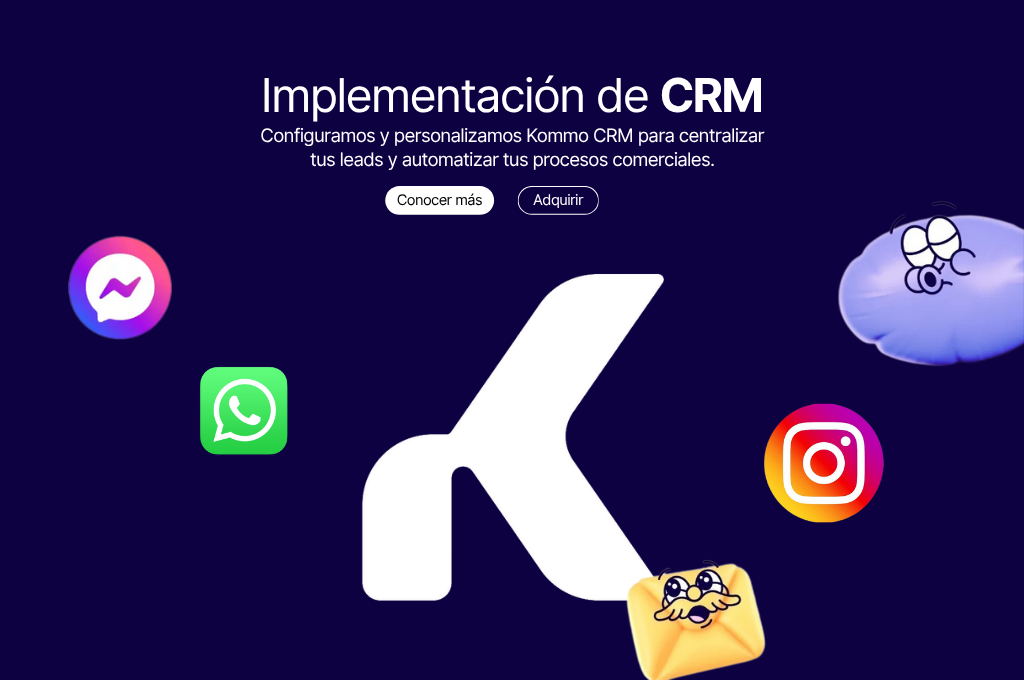 Implementación de CRM
Configuramos y personalizamos Kommo CRM para centralizar
tus leads y automatizar tus procesos comerciales.
Conocer más
Adquirir